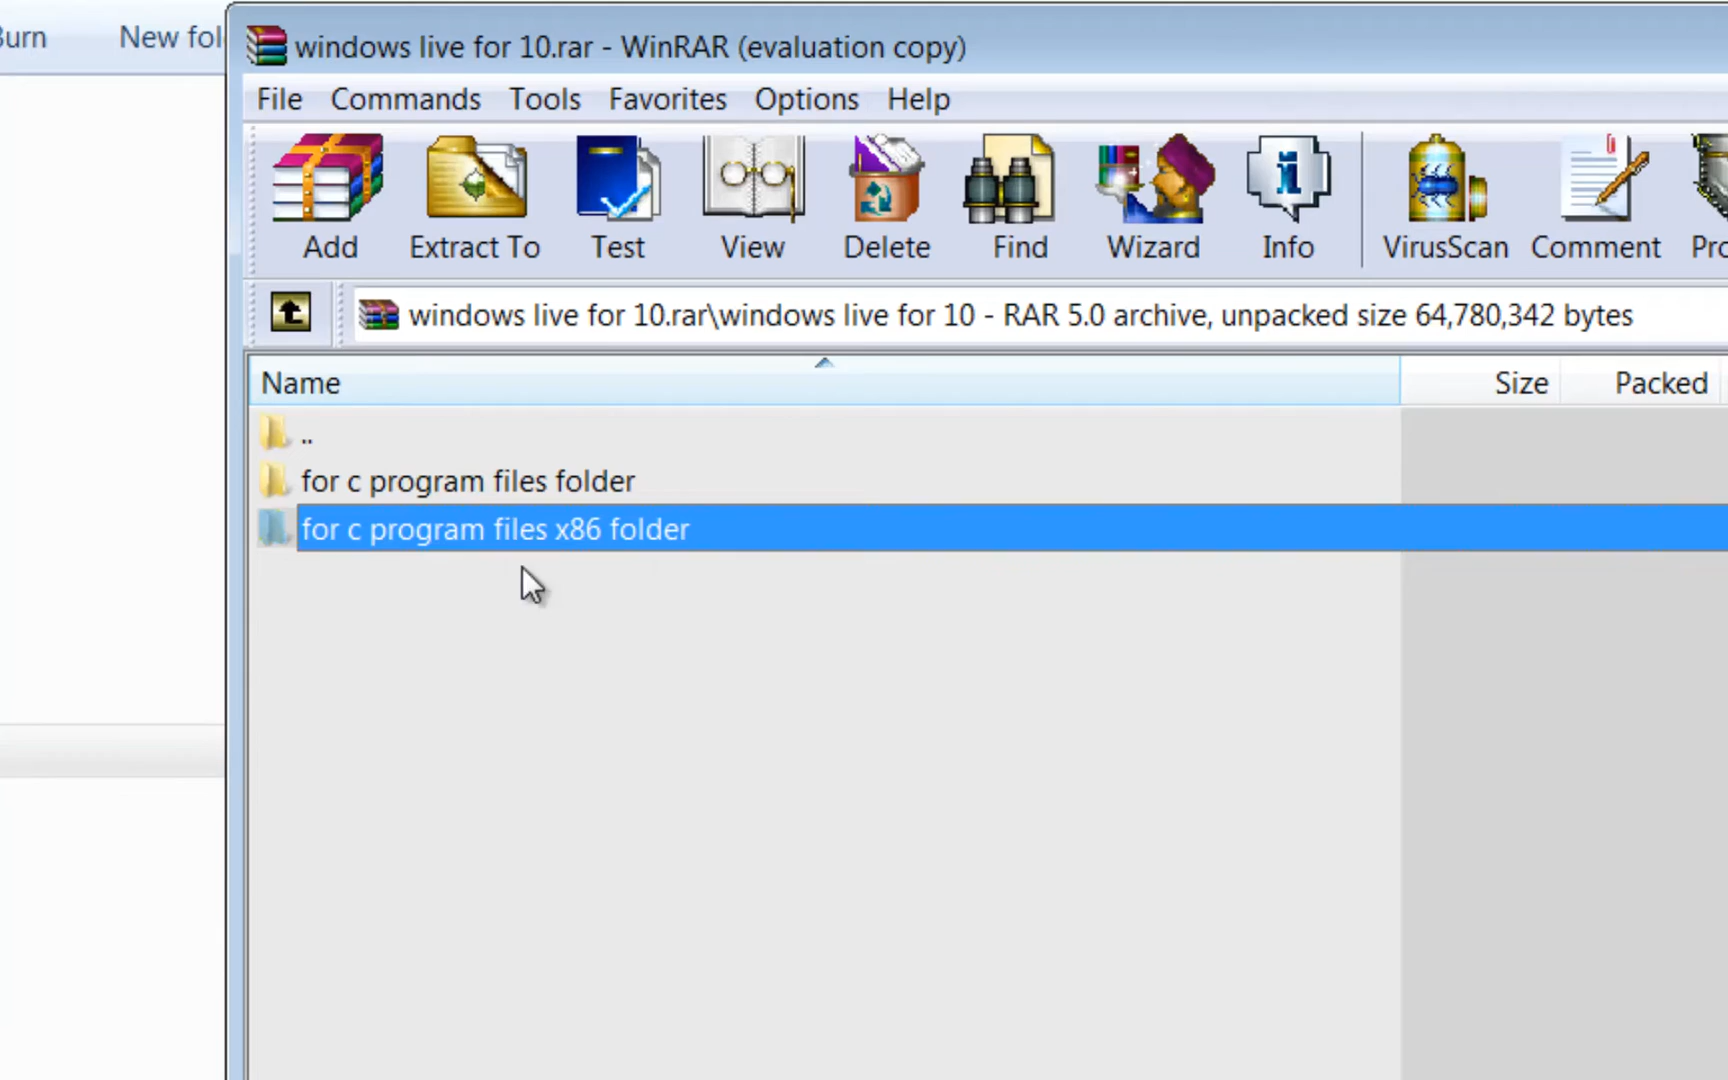 Burn New fol
windows live for 10.rar - WinRAR (evaluation copy)
File Commands Tools Favorites Options Help
Add Extract To Test View Delete Find Wizard Info VirusScan Comment Pro
windows live for 10.rar\windows live for 10 - RAR 5.0 archive, unpacked size 64,780,342 bytes
Name Size Packed
..
for c program files folder
for c program files x86 folder